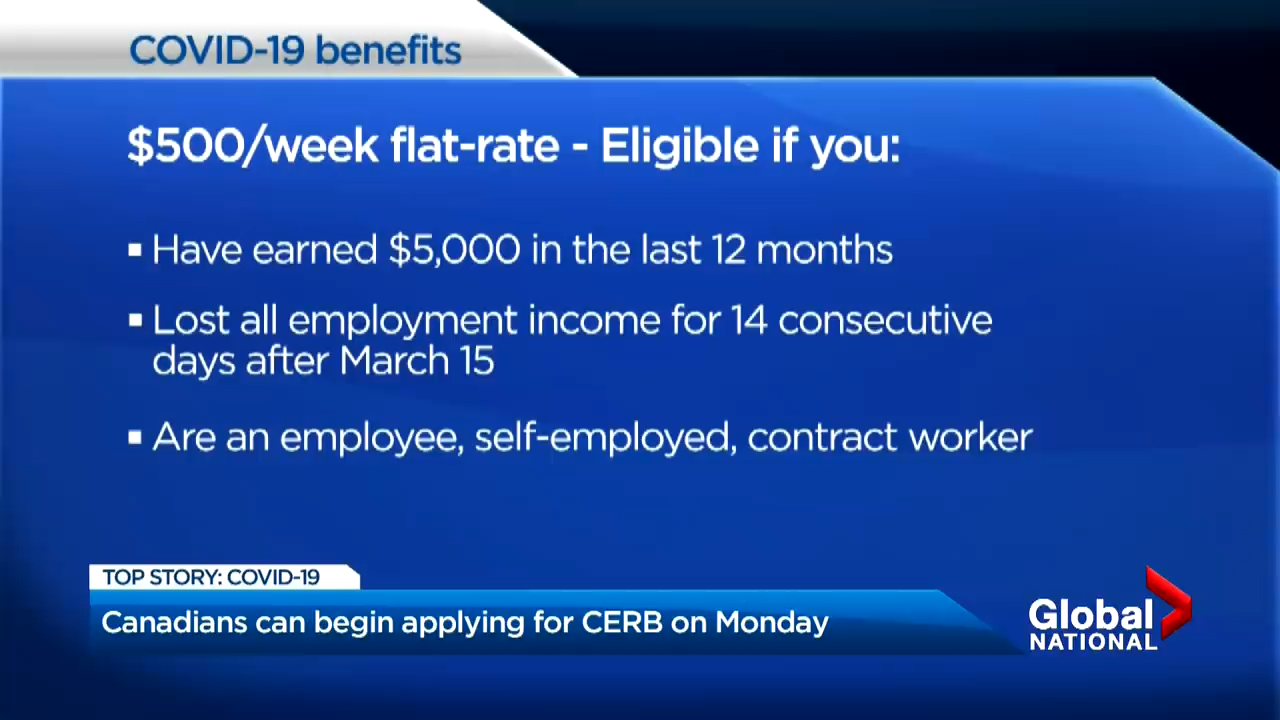 COVID-19 benefits
$500/week flat-rate - Eligible if you:
▪ Have earned $5,000 in the last 12 months
▪ Lost all employment income for 14 consecutive
days after March 15
▪ Are an employee, self-employed, contract worker
TOP STORY: COVID-19
Canadians can begin applying for CERB on Monday
Global
NATIONAL